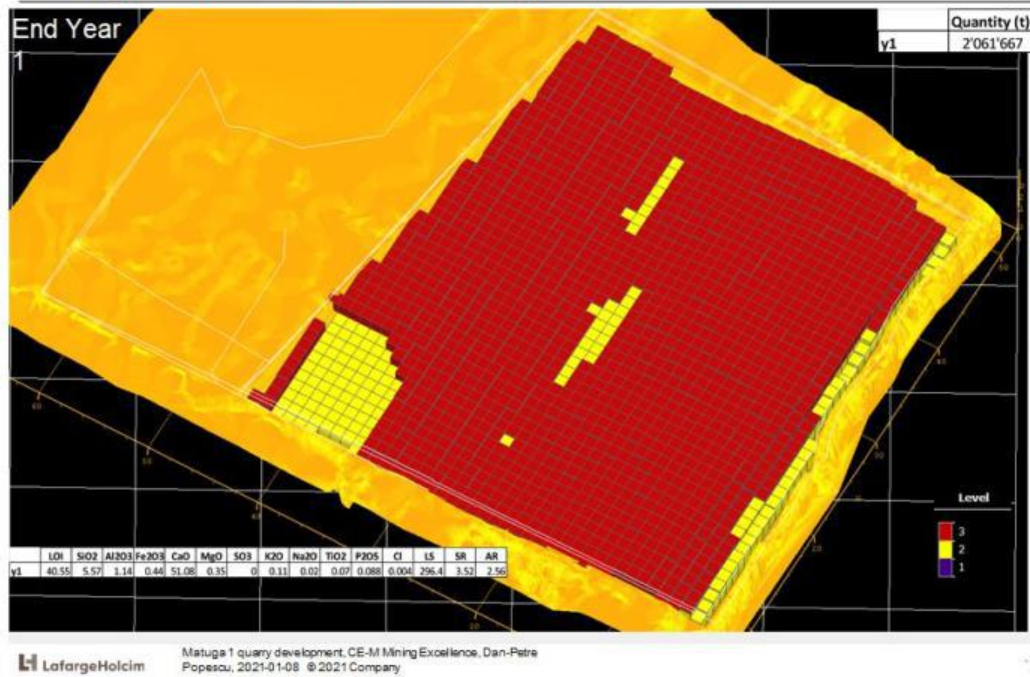 End Year
1
Quantity (t)
y1 2'061'667
Level
3
2
1
LOI SiO2 Al2O3 Fe2O3 CaO MgO SO3 K2O Na2O TiO2 P2O5 Cl LS SR AR
y1 40.55 5.57 1.14 0.44 51.08 0.35 0 0.11 0.02 0.07 0.088 0.004 296.4 3.52 2.56
LafargeHolcim
Matuga 1 quarry development, CE-M Mining Excellence, Dan-Petre
Popescu, 2021-01-08 ©2021 Company